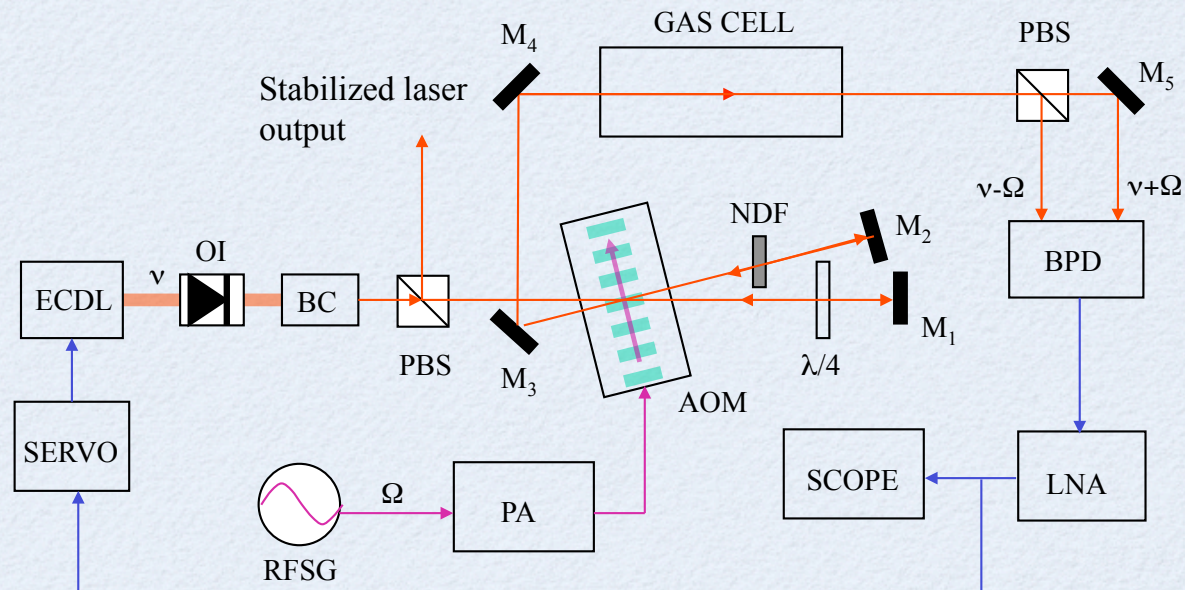 M₄
GAS CELL
PBS
M₅
Stabilized laser
output
ν-Ω
ν+Ω
NDF
M₂
OI
ν
ECDL
BC
BPD
M₁
PBS
M₃
λ/4
AOM
SERVO
SCOPE
LNA
Ω
PA
RFSG